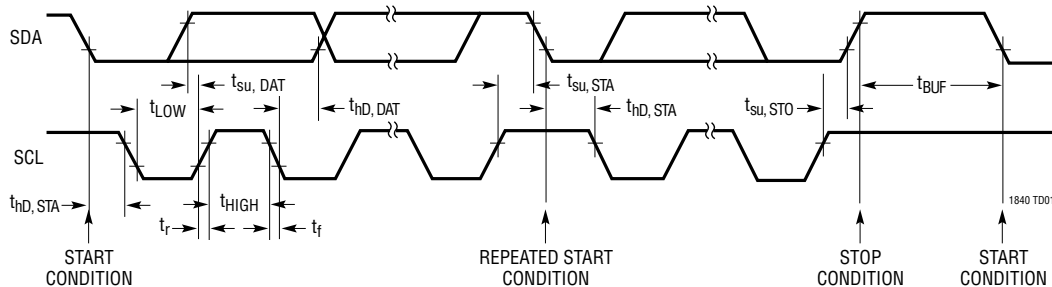 SDA
tsu, DAT
tLOW
thD, DAT
tsu, STA
thD, STA
tsu, STO
tBUF
SCL
thD, STA
tr
tHIGH
tf
1840 TD01
START
CONDITION
REPEATED START
CONDITION
STOP
CONDITION
START
CONDITION